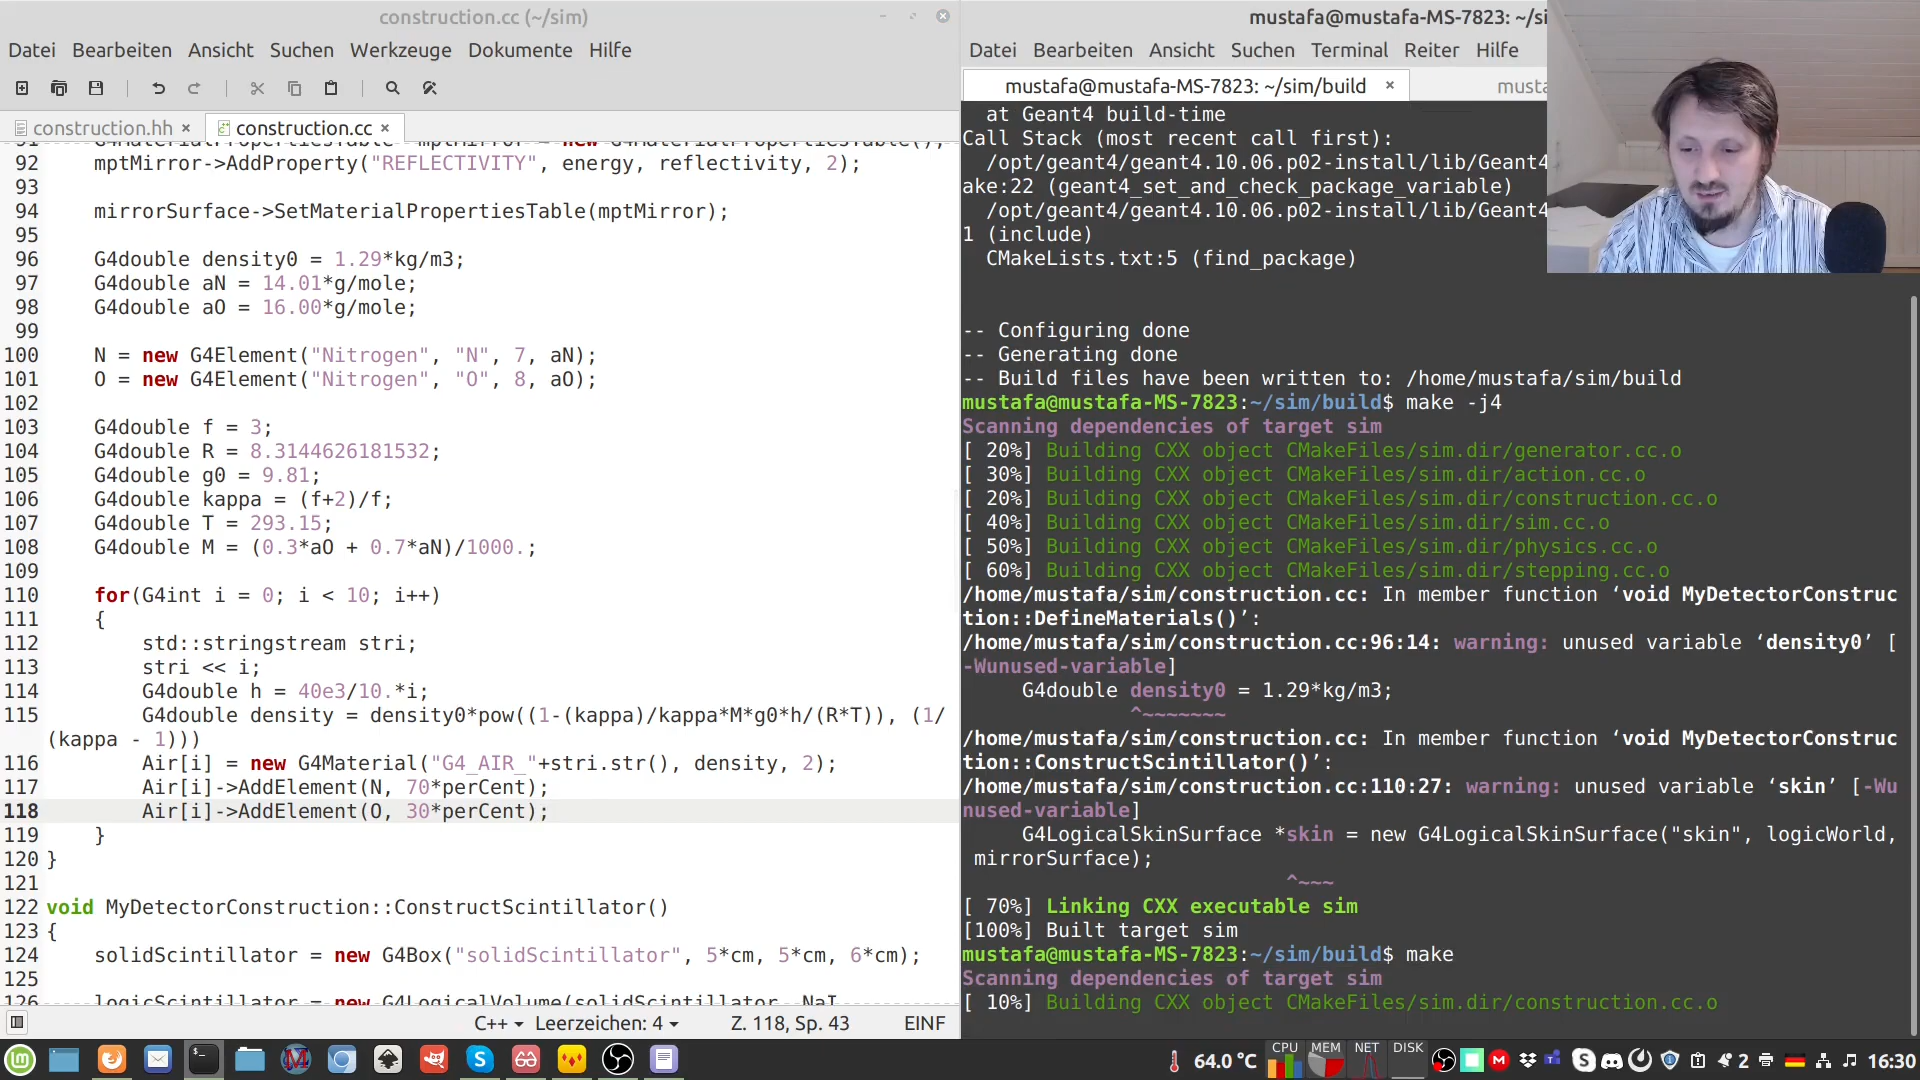 construction.cc (~/sim)
Datei Bearbeiten Ansicht Suchen Werkzeuge Dokumente Hilfe
construction.hh × construction.cc ×
92 mptMirror->AddProperty("REFLECTIVITY", energy, reflectivity, 2);
93
94 mirrorSurface->SetMaterialPropertiesTable(mptMirror);
95
96 G4double density0 = 1.29*kg/m3;
97 G4double aN = 14.01*g/mole;
98 G4double aO = 16.00*g/mole;
99
100 N = new G4Element("Nitrogen", "N", 7, aN);
101 O = new G4Element("Nitrogen", "O", 8, aO);
102
103 G4double f = 3;
104 G4double R = 8.3144626181532;
105 G4double g0 = 9.81;
106 G4double kappa = (f+2)/f;
107 G4double T = 293.15;
108 G4double M = (0.3*aO + 0.7*aN)/1000.;
109
110 for(G4int i = 0; i < 10; i++)
111 {
112 std::stringstream stri;
113 stri << i;
114 G4double h = 40e3/10.*i;
115 G4double density = density0*pow((1-(kappa)/kappa*M*g0*h/(R*T)), (1/
(kappa - 1)))
116 Air[i] = new G4Material("G4_AIR_"+stri.str(), density, 2);
117 Air[i]->AddElement(N, 70*perCent);
118 Air[i]->AddElement(O, 30*perCent);
119 }
120 }
121
122 void MyDetectorConstruction::ConstructScintillator()
123 {
124 solidScintillator = new G4Box("solidScintillator", 5*cm, 5*cm, 6*cm);
125
126 logicScintillator = new G4LogicalVolume(solidScintillator, NaI,
C++ Leerzeichen: 4 Z. 118, Sp. 43 EINF
mustafa@mustafa-MS-7823: ~/si
Datei Bearbeiten Ansicht Suchen Terminal Reiter Hilfe
mustafa@mustafa-MS-7823: ~/sim/build × musta
at Geant4 build-time
Call Stack (most recent call first):
/opt/geant4/geant4.10.06.p02-install/lib/Geant4
ake:22 (geant4_set_and_check_package_variable)
/opt/geant4/geant4.10.06.p02-install/lib/Geant4
1 (include)
CMakeLists.txt:5 (find_package)
-- Configuring done
-- Generating done
-- Build files have been written to: /home/mustafa/sim/build
mustafa@mustafa-MS-7823:~/sim/build$ make -j4
Scanning dependencies of target sim
[ 20%] Building CXX object CMakeFiles/sim.dir/generator.cc.o
[ 30%] Building CXX object CMakeFiles/sim.dir/action.cc.o
[ 20%] Building CXX object CMakeFiles/sim.dir/construction.cc.o
[ 40%] Building CXX object CMakeFiles/sim.dir/sim.cc.o
[ 50%] Building CXX object CMakeFiles/sim.dir/physics.cc.o
[ 60%] Building CXX object CMakeFiles/sim.dir/stepping.cc.o
/home/mustafa/sim/construction.cc: In member function ‘void MyDetectorConstruc
tion::DefineMaterials()’:
/home/mustafa/sim/construction.cc:96:14: warning: unused variable ‘density0’ [
-Wunused-variable]
G4double density0 = 1.29*kg/m3;
^~~~~~~~
/home/mustafa/sim/construction.cc: In member function ‘void MyDetectorConstruc
tion::ConstructScintillator()’:
/home/mustafa/sim/construction.cc:110:27: warning: unused variable ‘skin’ [-Wu
nused-variable]
G4LogicalSkinSurface *skin = new G4LogicalSkinSurface("skin", logicWorld,
mirrorSurface);
^~~~
[ 70%] Linking CXX executable sim
[100%] Built target sim
mustafa@mustafa-MS-7823:~/sim/build$ make
Scanning dependencies of target sim
[ 10%] Building CXX object CMakeFiles/sim.dir/construction.cc.o
64.0 °C CPU MEM NET DISK 2 16:30